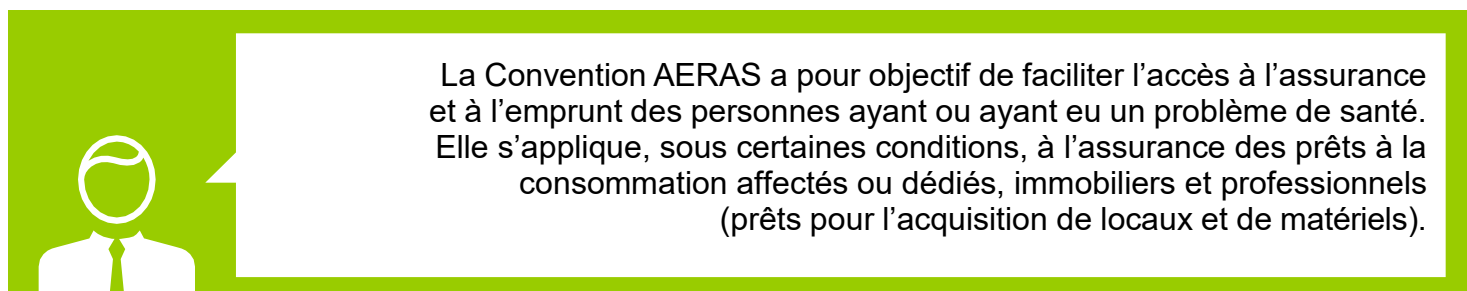 La Convention AERAS a pour objectif de faciliter l’accès à l’assurance
et à l’emprunt des personnes ayant ou ayant eu un problème de santé.
Elle s’applique, sous certaines conditions, à l’assurance des prêts à la
consommation affectés ou dédiés, immobiliers et professionnels
(prêts pour l’acquisition de locaux et de matériels).